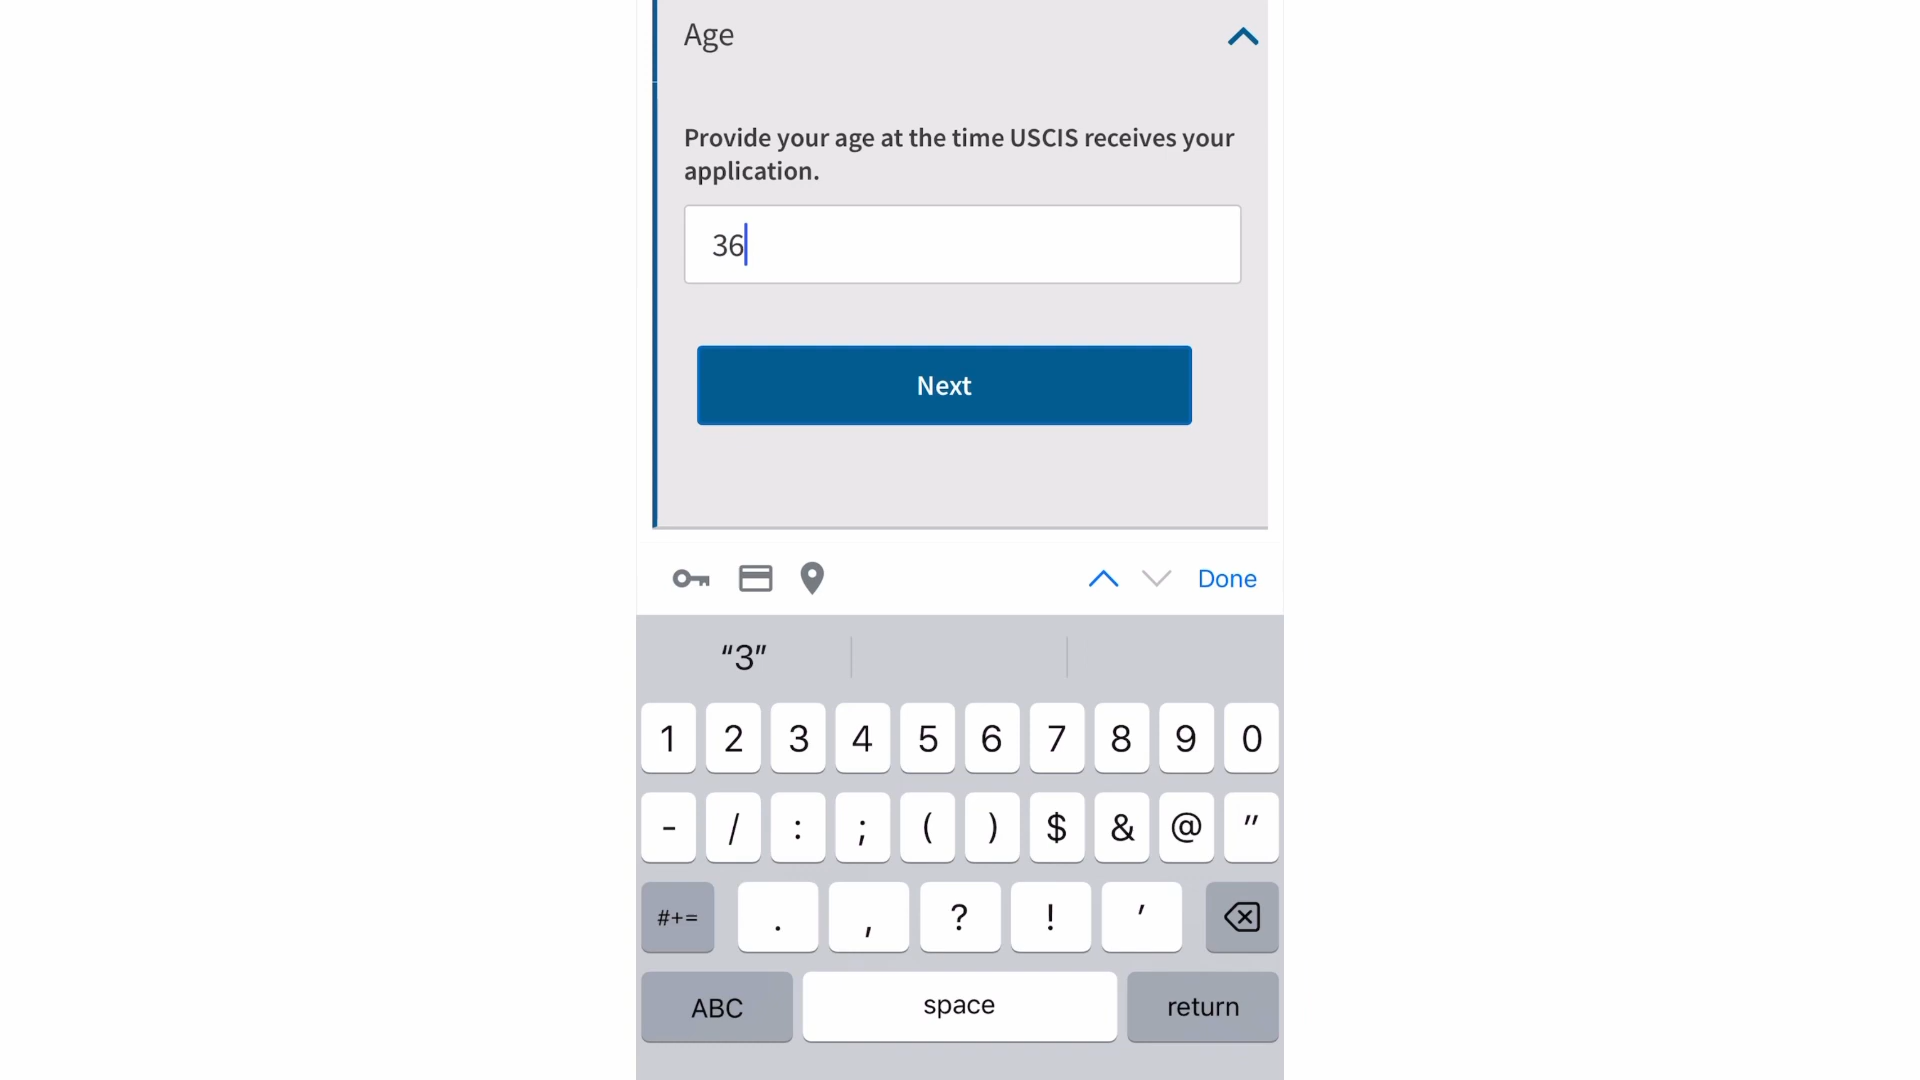 Age
Provide your age at the time USCIS receives your
application.
36
Next
Done
“3”
1 2 3 4 5 6 7 8 9 0
- / : ; ( ) $ & @ "
#+= . , ? ! '
ABC space return